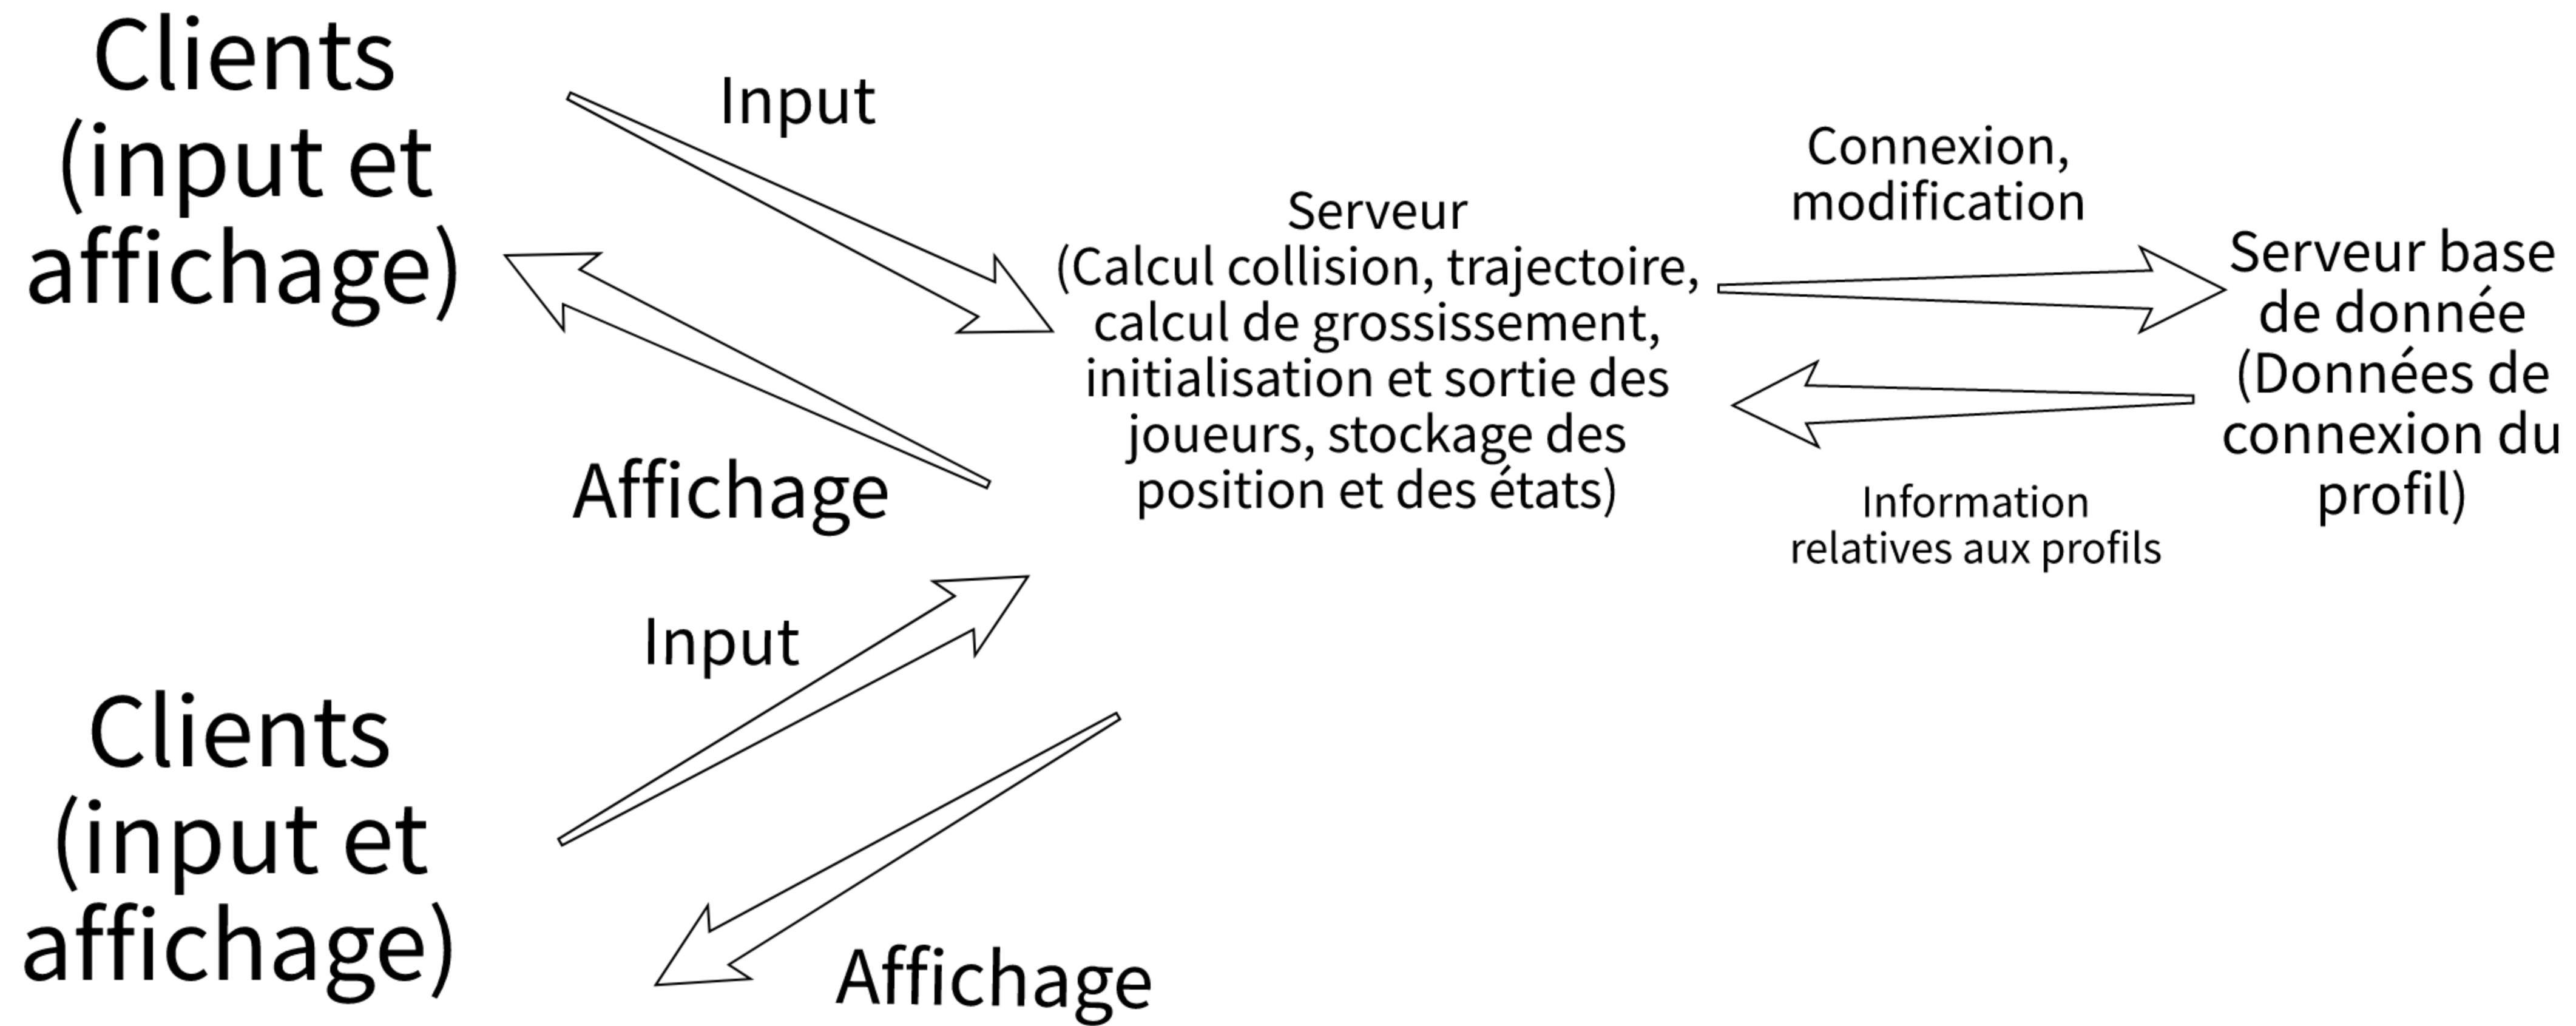 Clients
(input et
affichage)
Input
Affichage
Serveur
(Calcul collision, trajectoire,
calcul de grossissement,
initialisation et sortie des
joueurs, stockage des
position et des états)
Connexion,
modification
Information
relatives aux profils
Serveur base
de donnée
(Données de
connexion du
profil)
Clients
(input et
affichage)
Input
Affichage